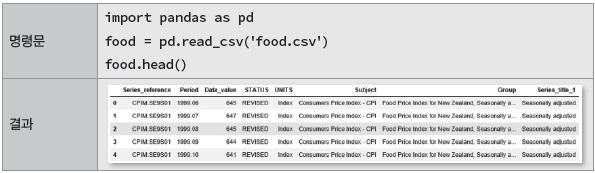 명령문
import pandas as pd
food = pd.read_csv('food.csv')
food.head()
결과
Series_reference Period Data_value STATUS UNITS Subject Group Series_title_1
0 CPIM.SE9S01 1999.06 645 REVISED Index Consumers Price Index - CPI Food Price Index for New Zealand, Seasonally a... Seasonally adjusted
1 CPIM.SE9S01 1999.07 647 REVISED Index Consumers Price Index - CPI Food Price Index for New Zealand, Seasonally a... Seasonally adjusted
2 CPIM.SE9S01 1999.08 645 REVISED Index Consumers Price Index - CPI Food Price Index for New Zealand, Seasonally a... Seasonally adjusted
3 CPIM.SE9S01 1999.09 644 REVISED Index Consumers Price Index - CPI Food Price Index for New Zealand, Seasonally a... Seasonally adjusted
4 CPIM.SE9S01 1999.10 641 REVISED Index Consumers Price Index - CPI Food Price Index for New Zealand, Seasonally a... Seasonally adjusted